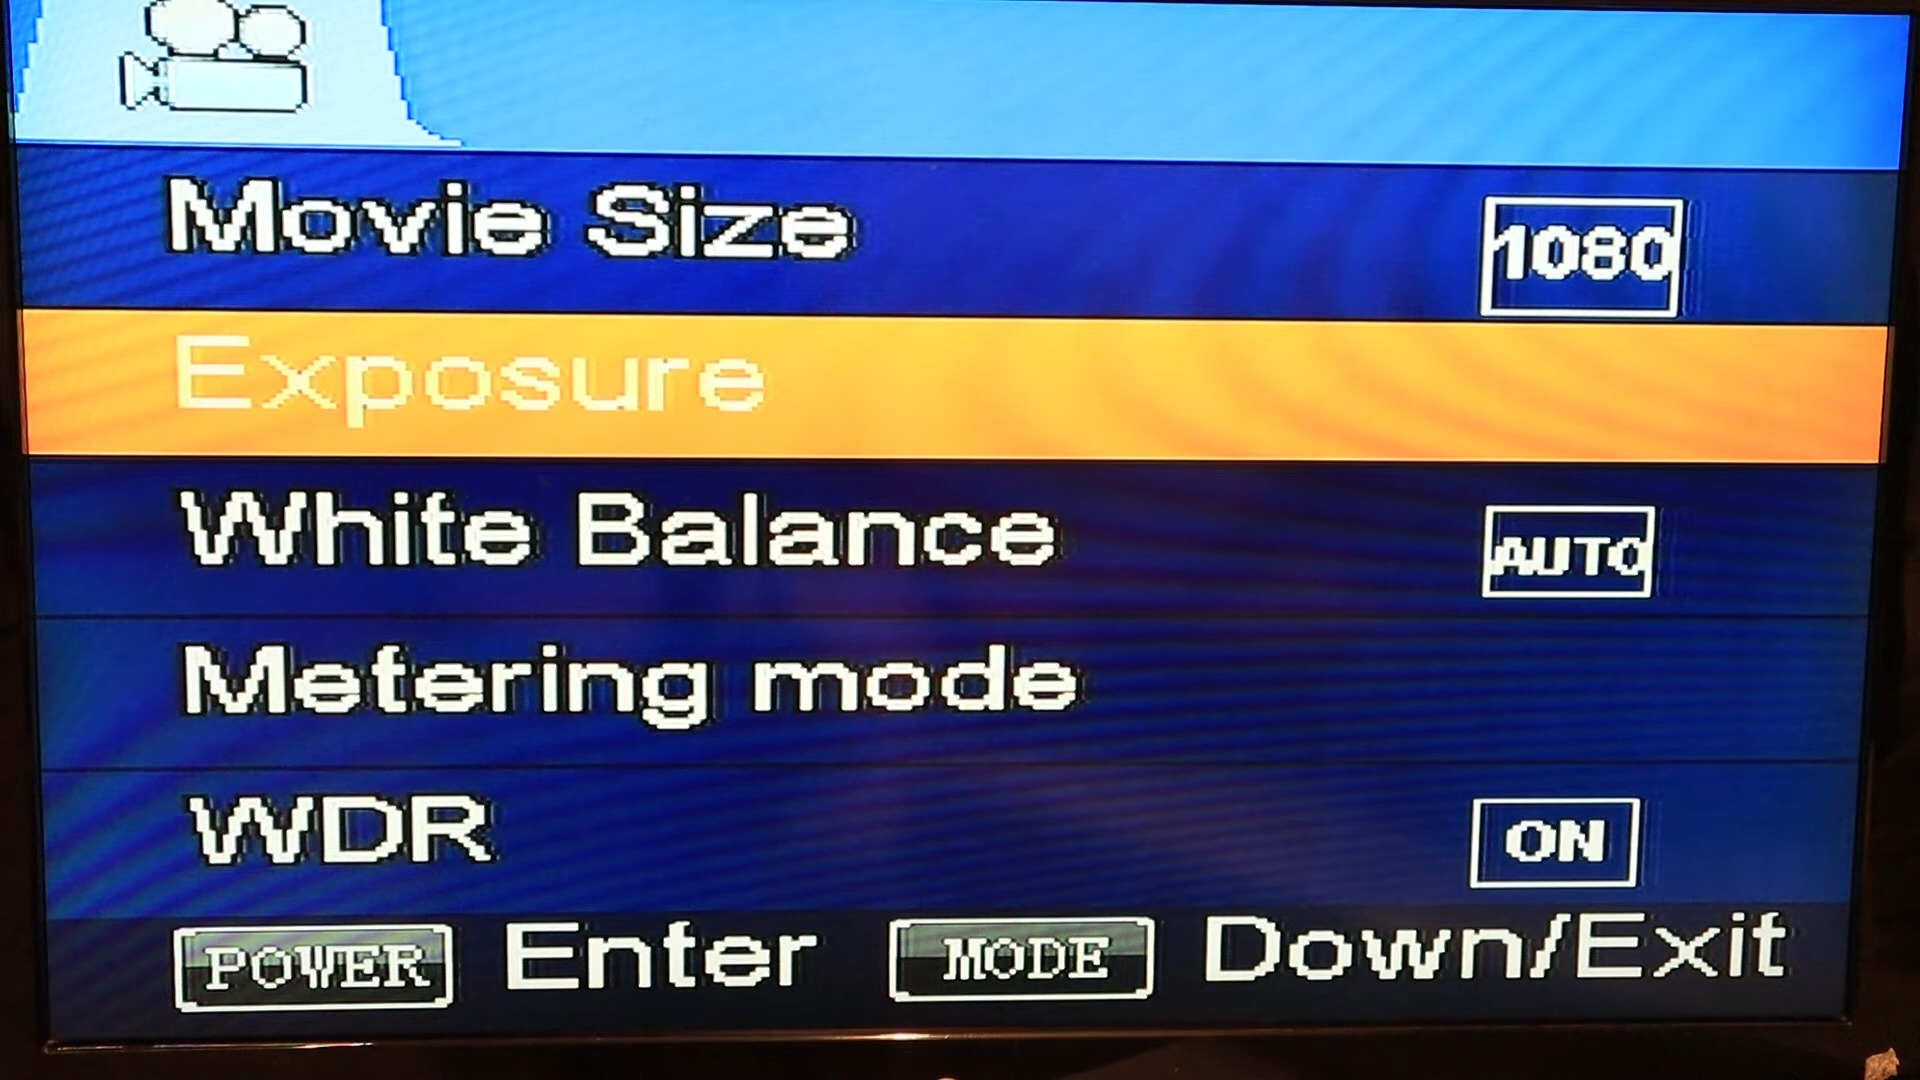 Movie Size 1080
Exposure
White Balance AUTO
Metering mode
WDR ON
POWER Enter MODE Down/Exit